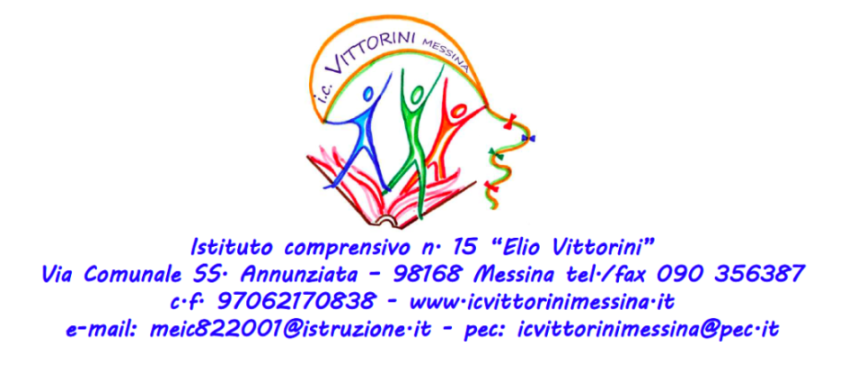 i.c. VITTORINI MESSINA
Istituto comprensivo n. 15 “Elio Vittorini”
Via Comunale SS. Annunziata – 98168 Messina tel./fax 090 356387
c.f. 97062170838 - www.icvittorinimessina.it
e-mail: meic822001@istruzione.it - pec: icvittorinimessina@pec.it